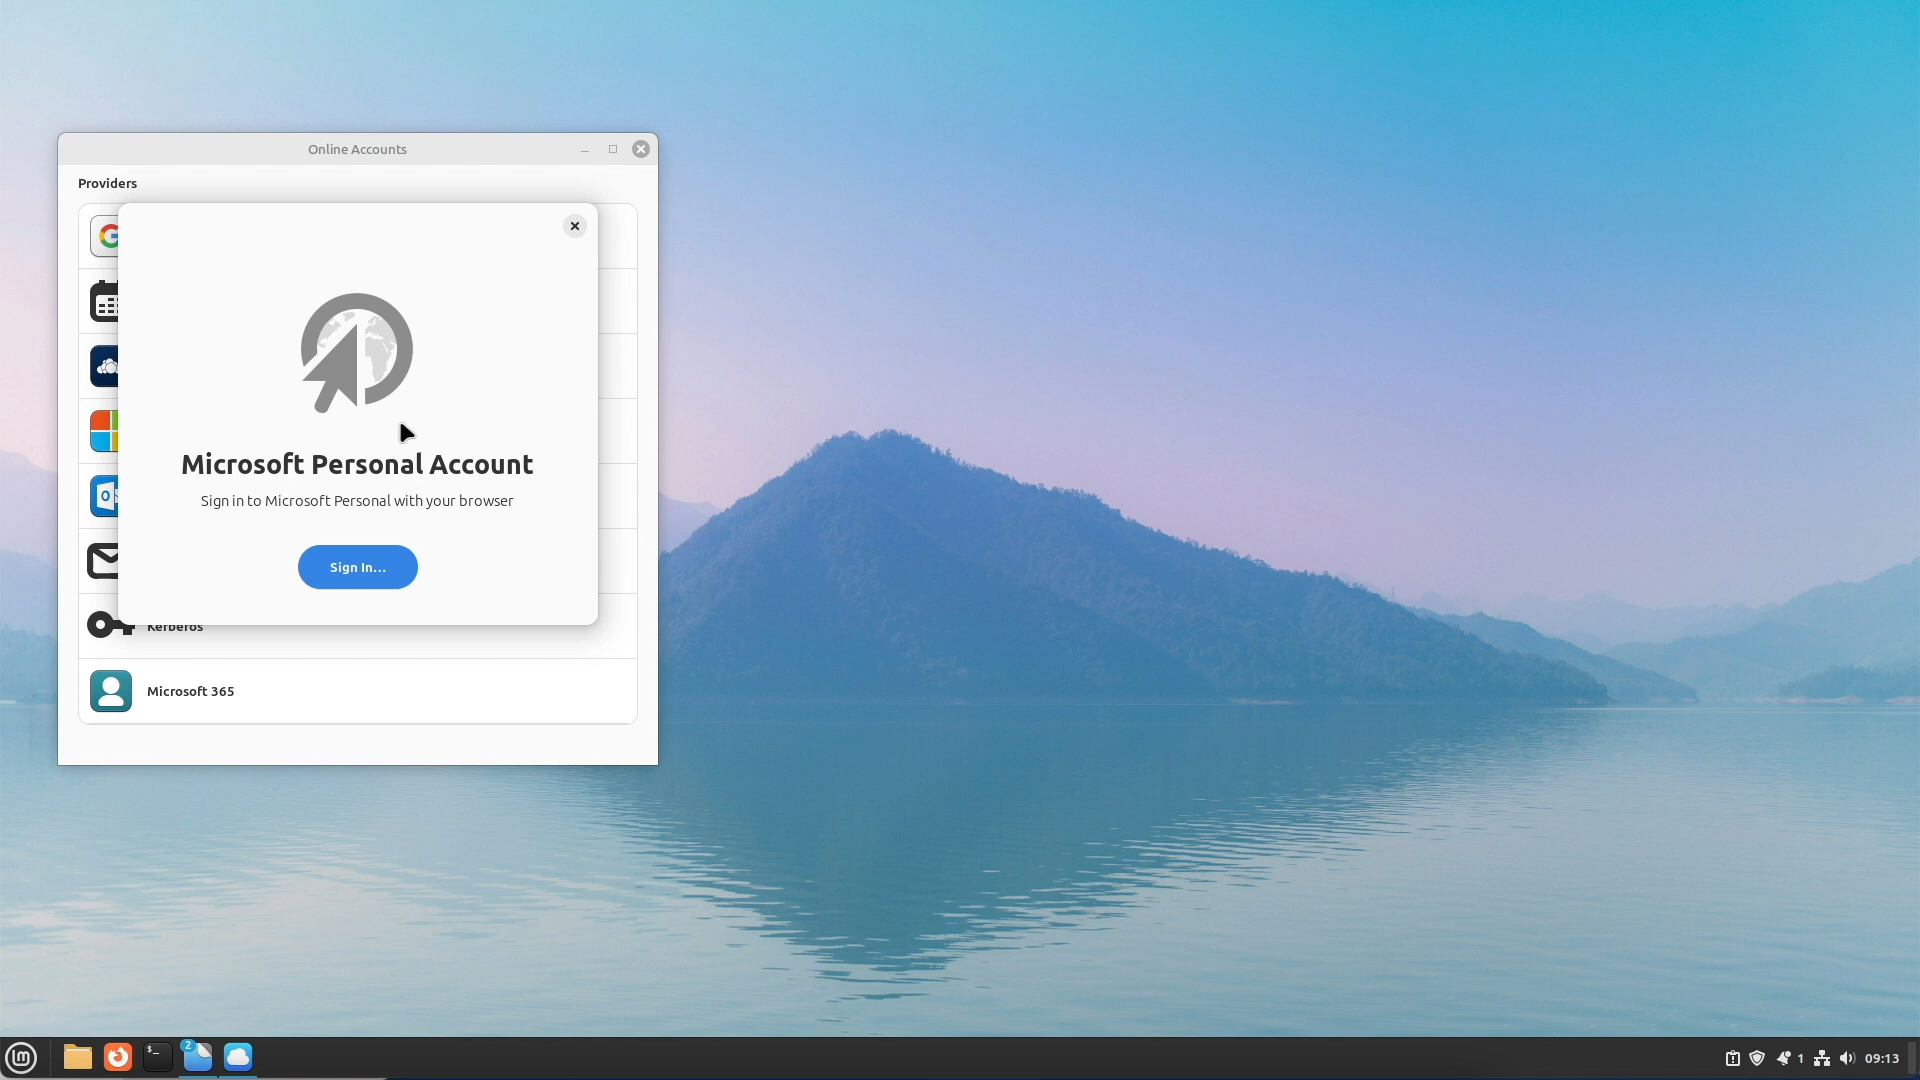 Online Accounts
Providers
Microsoft Personal Account
Sign in to Microsoft Personal with your browser
Sign In...
Kerberos
Microsoft 365
2
1
09:13